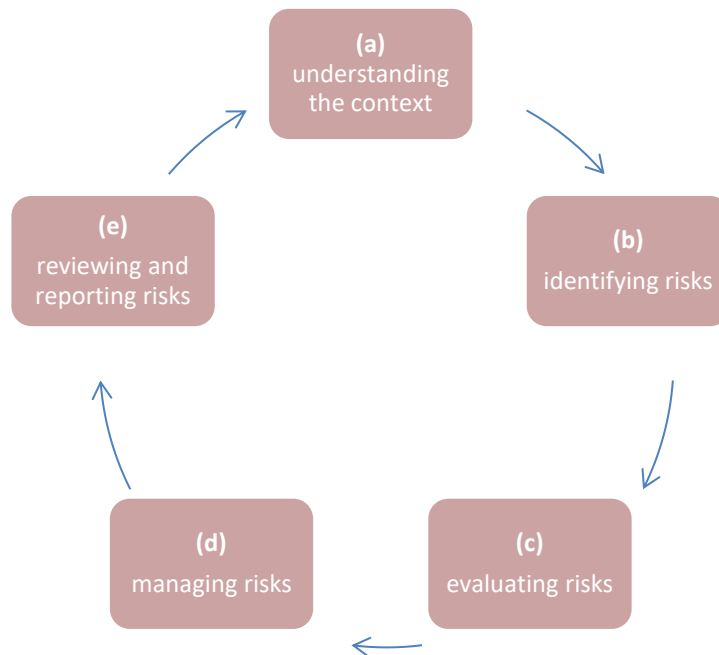 (a)
understanding
the context
(b)
identifying risks
(c)
evaluating risks
(d)
managing risks
(e)
reviewing and
reporting risks